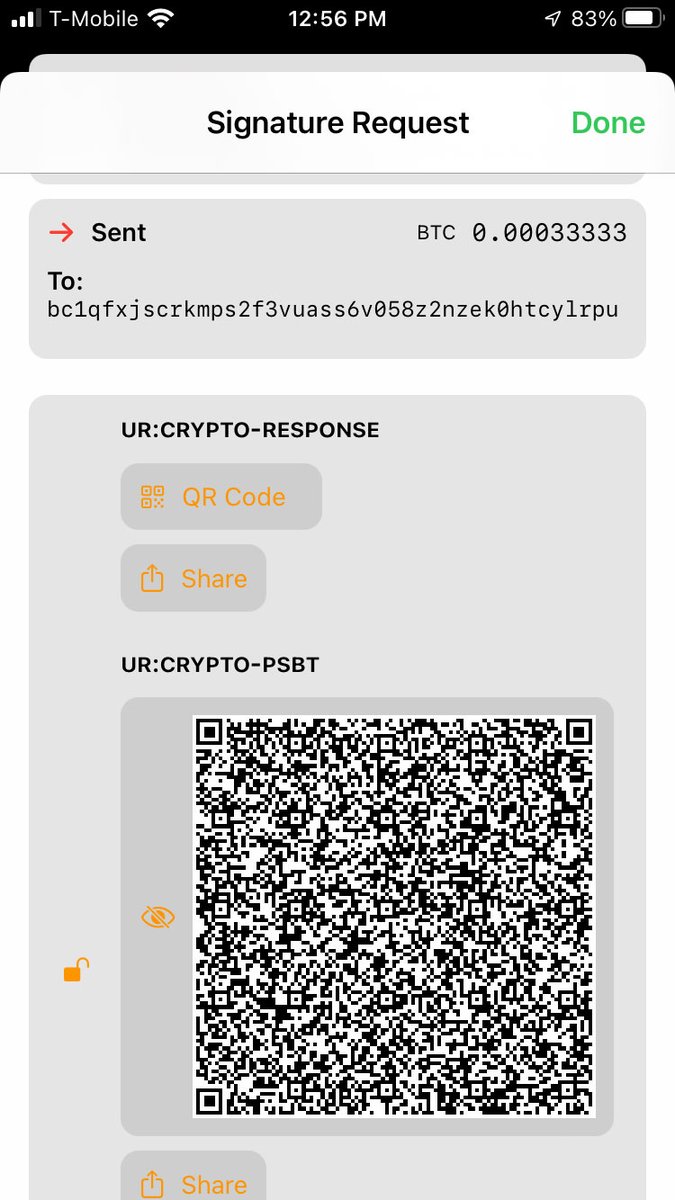 T-Mobile 12:56 PM 83%
Signature Request Done
Sent BTC 0.00033333
To:
bc1qfxjscrkmps2f3vuass6v058z2nzek0htcylrpu
UR:CRYPTO-RESPONSE
QR Code
Share
UR:CRYPTO-PSBT
Share